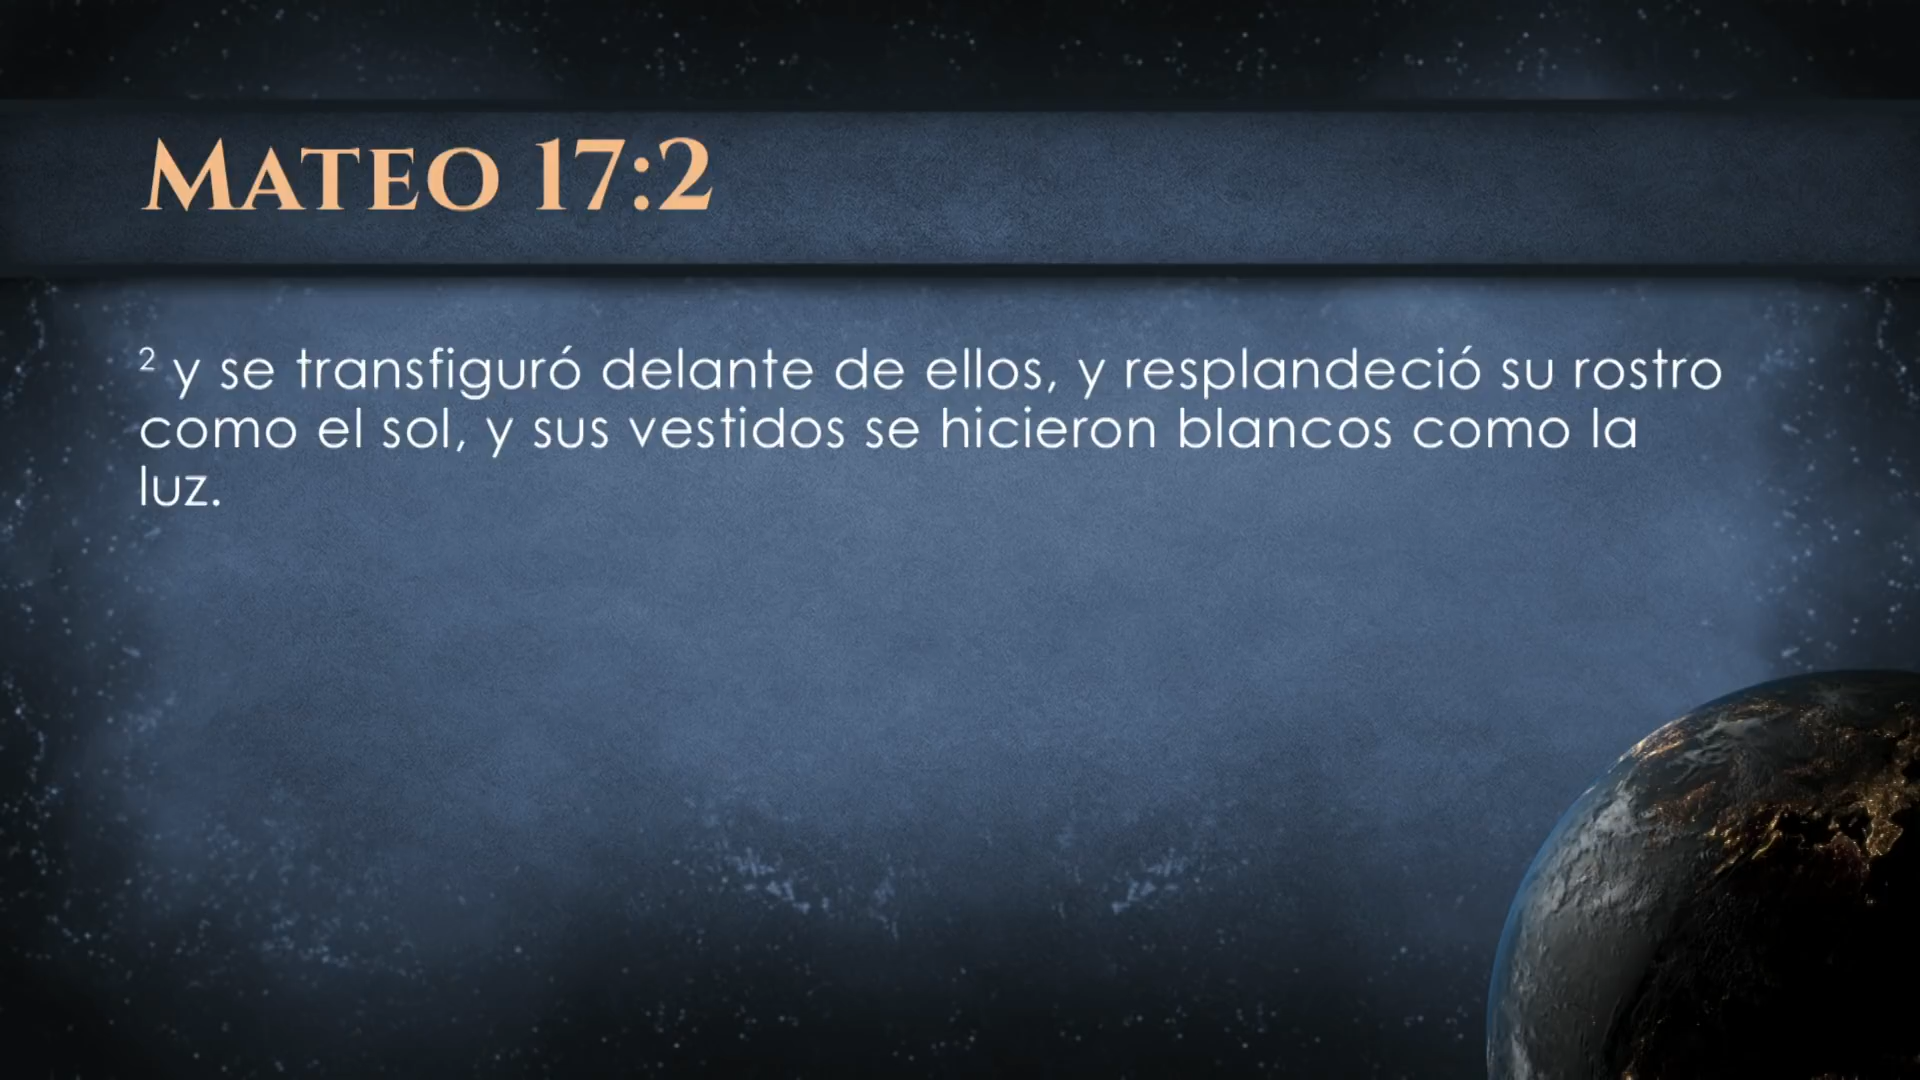 Mateo 17:2
² y se transfiguró delante de ellos, y resplandeció su rostro
como el sol, y sus vestidos se hicieron blancos como la
luz.